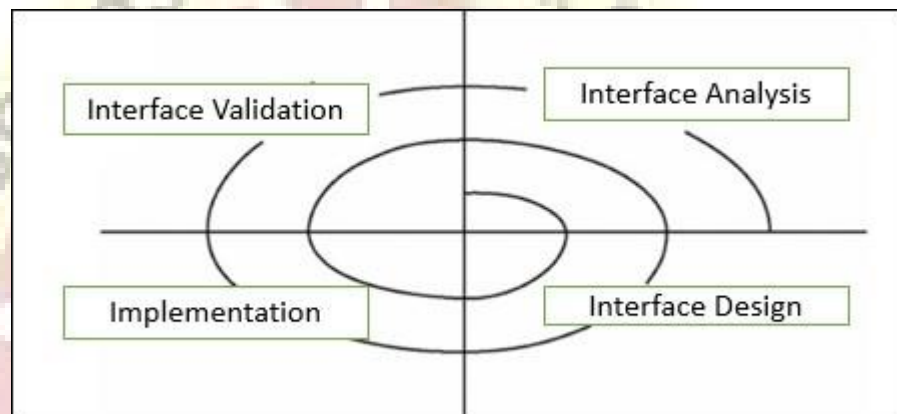 Interface Validation
Interface Analysis
Implementation
Interface Design